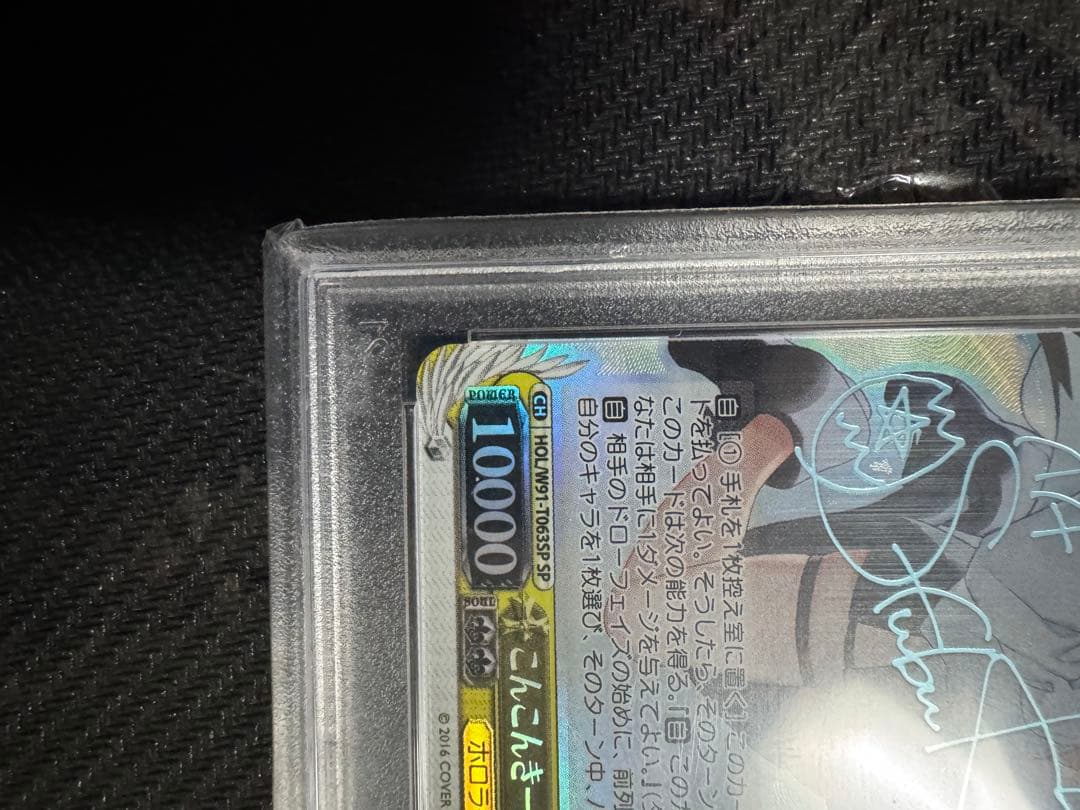 自 [① 手札を1枚控え室に置く] このカー
ドを払ってよい。そうしたら、そのターン
このカードは次の能力を得る。『自 このカ
なたは相手に1ダメージを与えてよい。』
自 相手のドローフェイズの始めに、前列
自分のキャラを1枚選び、そのターン中、
CH HOL/W91-T063SP SP
POWER
10000
SOUL
こんこんきー
ホロラ
© 2016 COVER